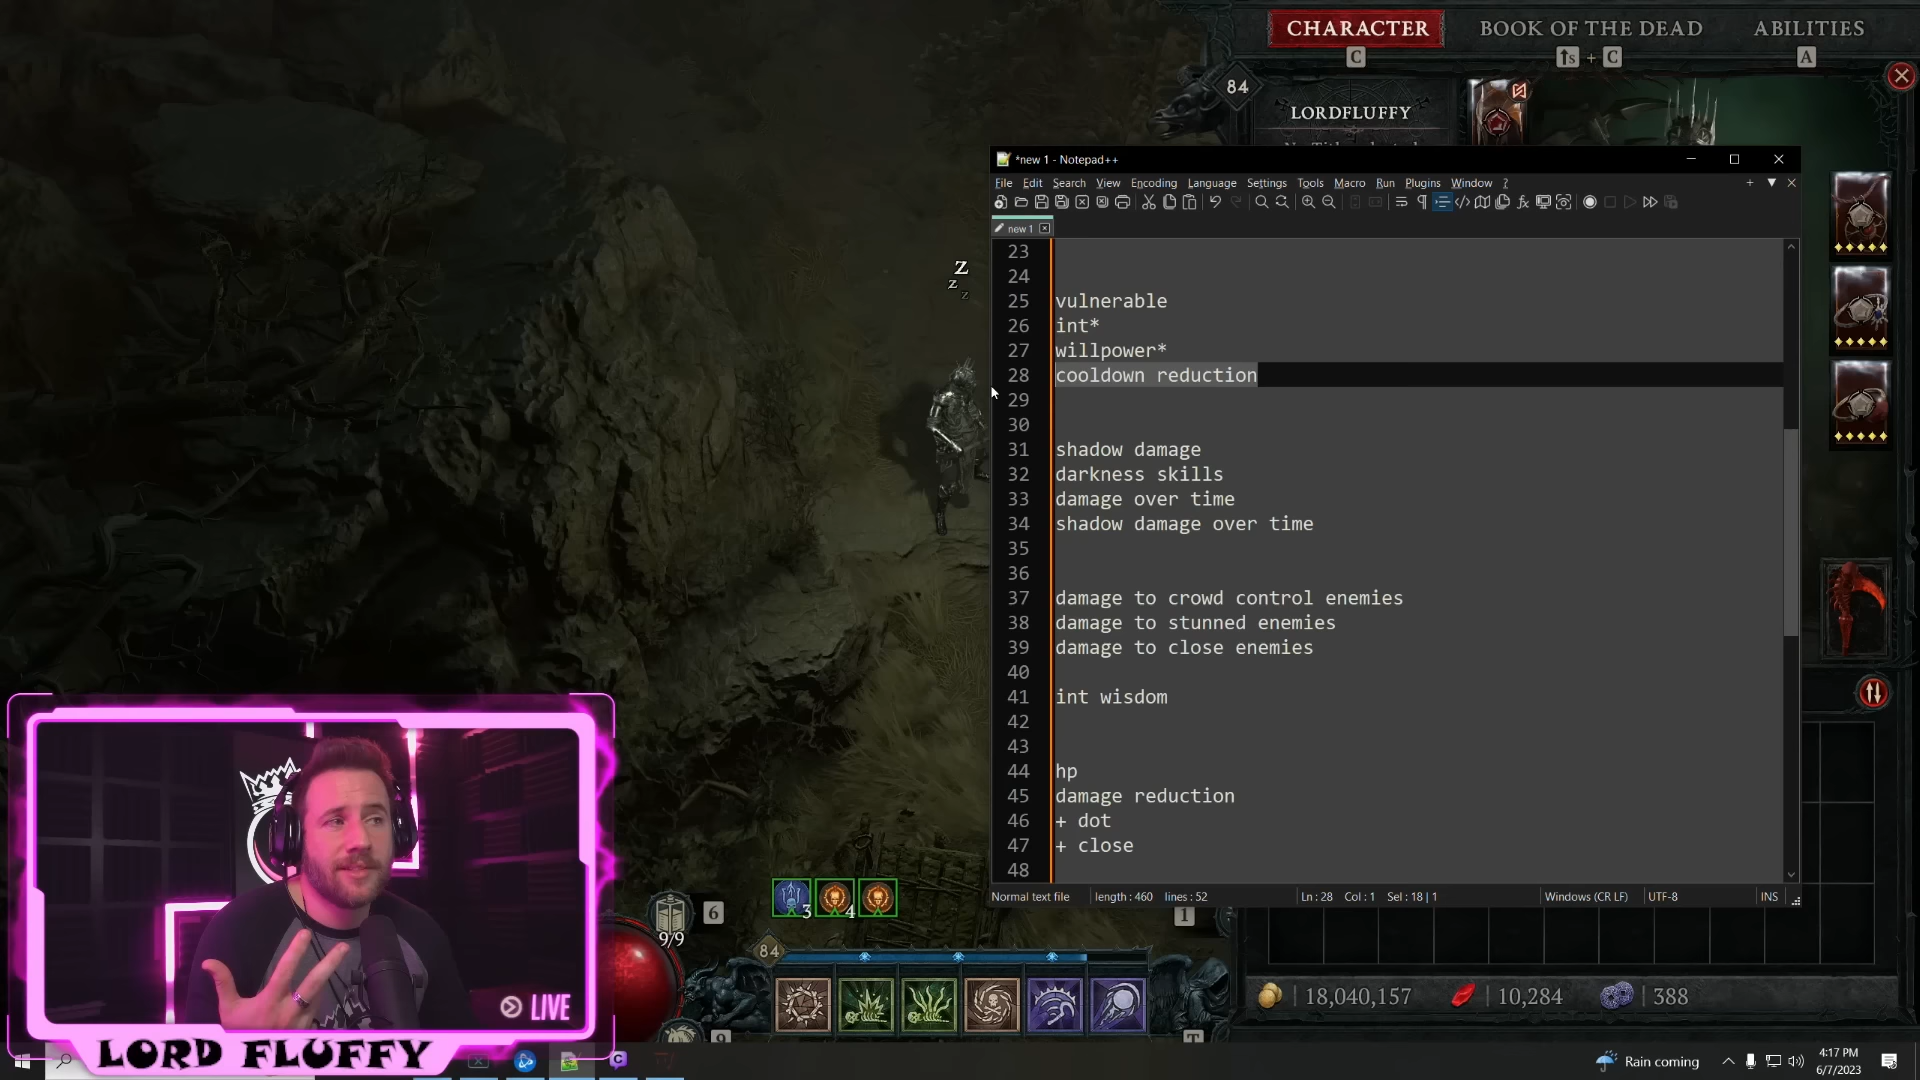 CHARACTER
BOOK OF THE DEAD
ABILITIES
C
S + C
A
84
LORDFLUFFY
*new 1 - Notepad++
File Edit Search View Encoding Language Settings Tools Macro Run Plugins Window ?
new 1
23
24
25 vulnerable
26 int*
27 willpower*
28 cooldown reduction
29
30
31 shadow damage
32 darkness skills
33 damage over time
34 shadow damage over time
35
36
37 damage to crowd control enemies
38 damage to stunned enemies
39 damage to close enemies
40
41 int wisdom
42
43
44 hp
45 damage reduction
46 + dot
47 + close
48
Normal text file length : 460 lines : 52 Ln : 28 Col : 1 Sel : 18 | 1 Windows (CR LF) UTF-8 INS
z
z
z
3
4
6
9/9
84
1
9
T
18,040,157
10,284
388
LIVE
LORD FLUFFY
Rain coming
4:17 PM
6/7/2023